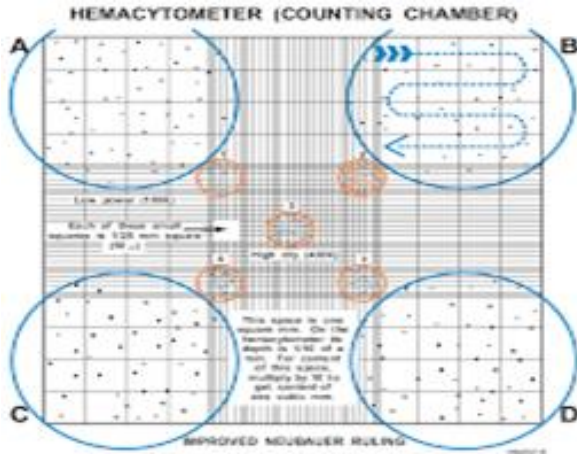 HEMACYTOMETER (COUNTING CHAMBER)
A
B
Low power (100X)
Each of these small
squares is 1/25 mm square
High dry (400X)
This space is one
square mm. On the
hemacytometer its
depth is 1/10 of a
mm. For content
of this space,
multiply by 10 to
get content of
one cubic mm.
C
D
IMPROVED NEUBAUER RULING